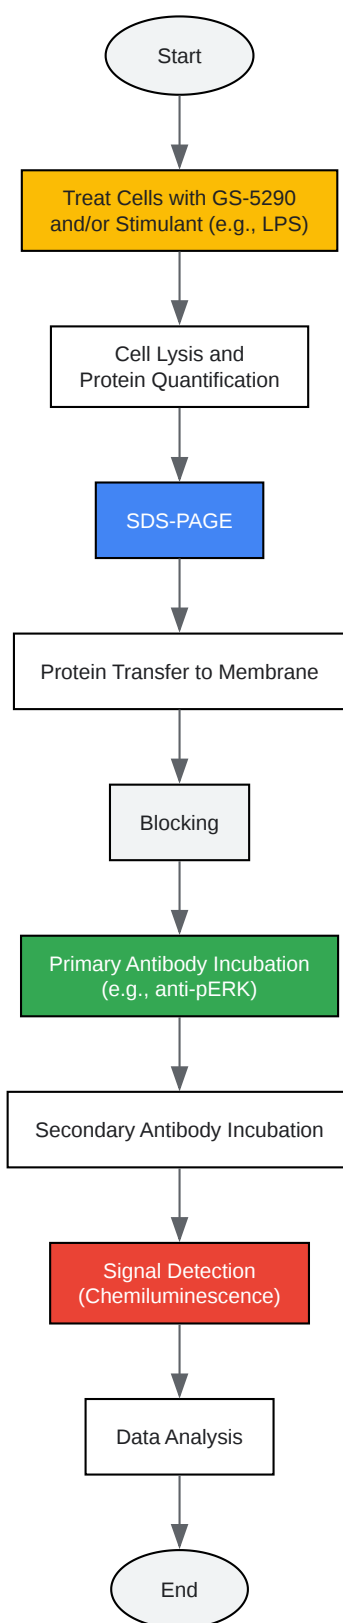 Start
Treat Cells with GS-5290
and/or Stimulant (e.g., LPS)
Cell Lysis and
Protein Quantification
SDS-PAGE
Protein Transfer to Membrane
Blocking
Primary Antibody Incubation
(e.g., anti-pERK)
Secondary Antibody Incubation
Signal Detection
(Chemiluminescence)
Data Analysis
End